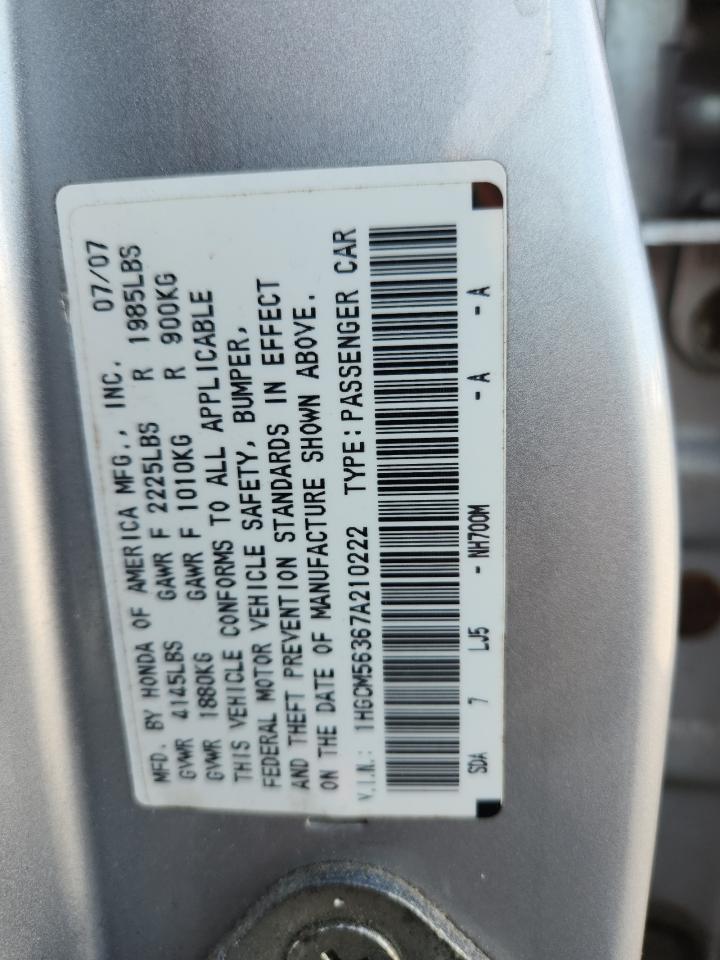 MFD. BY HONDA OF AMERICA MFG., INC. 07/07
GVWR 4145LBS GAWR F 2225LBS R 1985LBS
GVWR 1880KG GAWR F 1010KG R 900KG
THIS VEHICLE CONFORMS TO ALL APPLICABLE
FEDERAL MOTOR VEHICLE SAFETY, BUMPER,
AND THEFT PREVENTION STANDARDS IN EFFECT
ON THE DATE OF MANUFACTURE SHOWN ABOVE.
V.I.N.: 1HGCM56367A210222 TYPE: PASSENGER CAR
SDA 7 LJ5 - NH700M - A - A